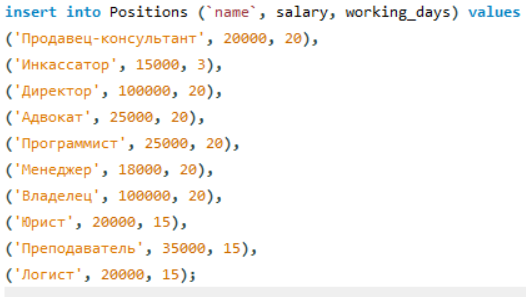 insert into Positions (`name`, salary, working_days) values
('Продавец-консультант', 20000, 20),
('Инкассатор', 15000, 3),
('Директор', 100000, 20),
('Адвокат', 25000, 20),
('Программист', 25000, 20),
('Менеджер', 18000, 20),
('Владелец', 100000, 20),
('Юрист', 20000, 15),
('Преподаватель', 35000, 15),
('Логист', 20000, 15);